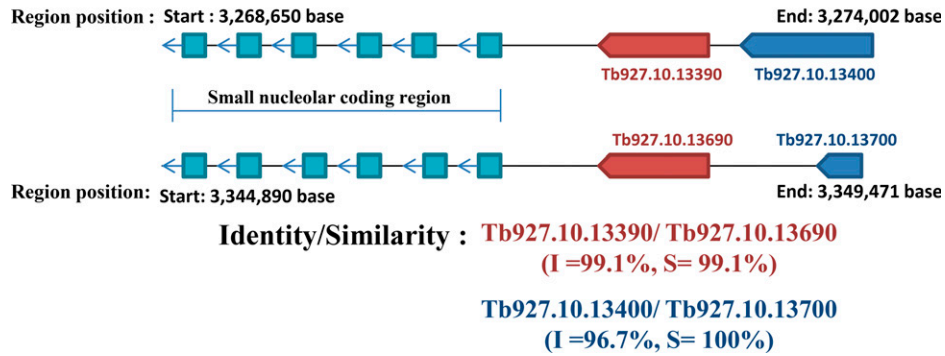 Region position : Start : 3,268,650 base End: 3,274,002 base
Tb927.10.13390 Tb927.10.13400
Small nucleolar coding region
Tb927.10.13690 Tb927.10.13700
Region position: Start: 3,344,890 base End: 3,349,471 base
Identity/Similarity : Tb927.10.13390/ Tb927.10.13690
(I =99.1%, S= 99.1%)
Tb927.10.13400/ Tb927.10.13700
(I =96.7%, S= 100%)